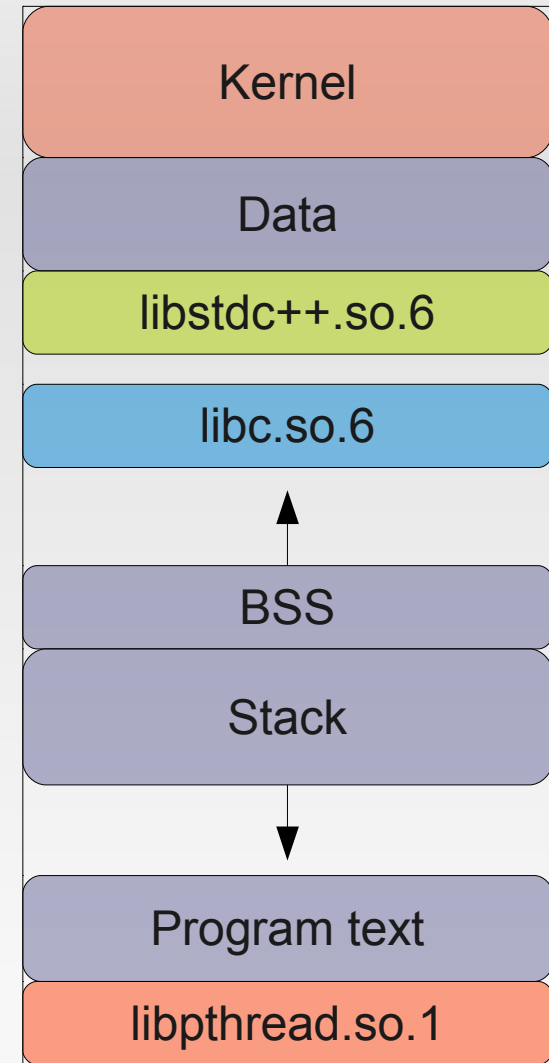 Kernel
Data
libstdc++.so.6
libc.so.6
BSS
Stack
Program text
libpthread.so.1